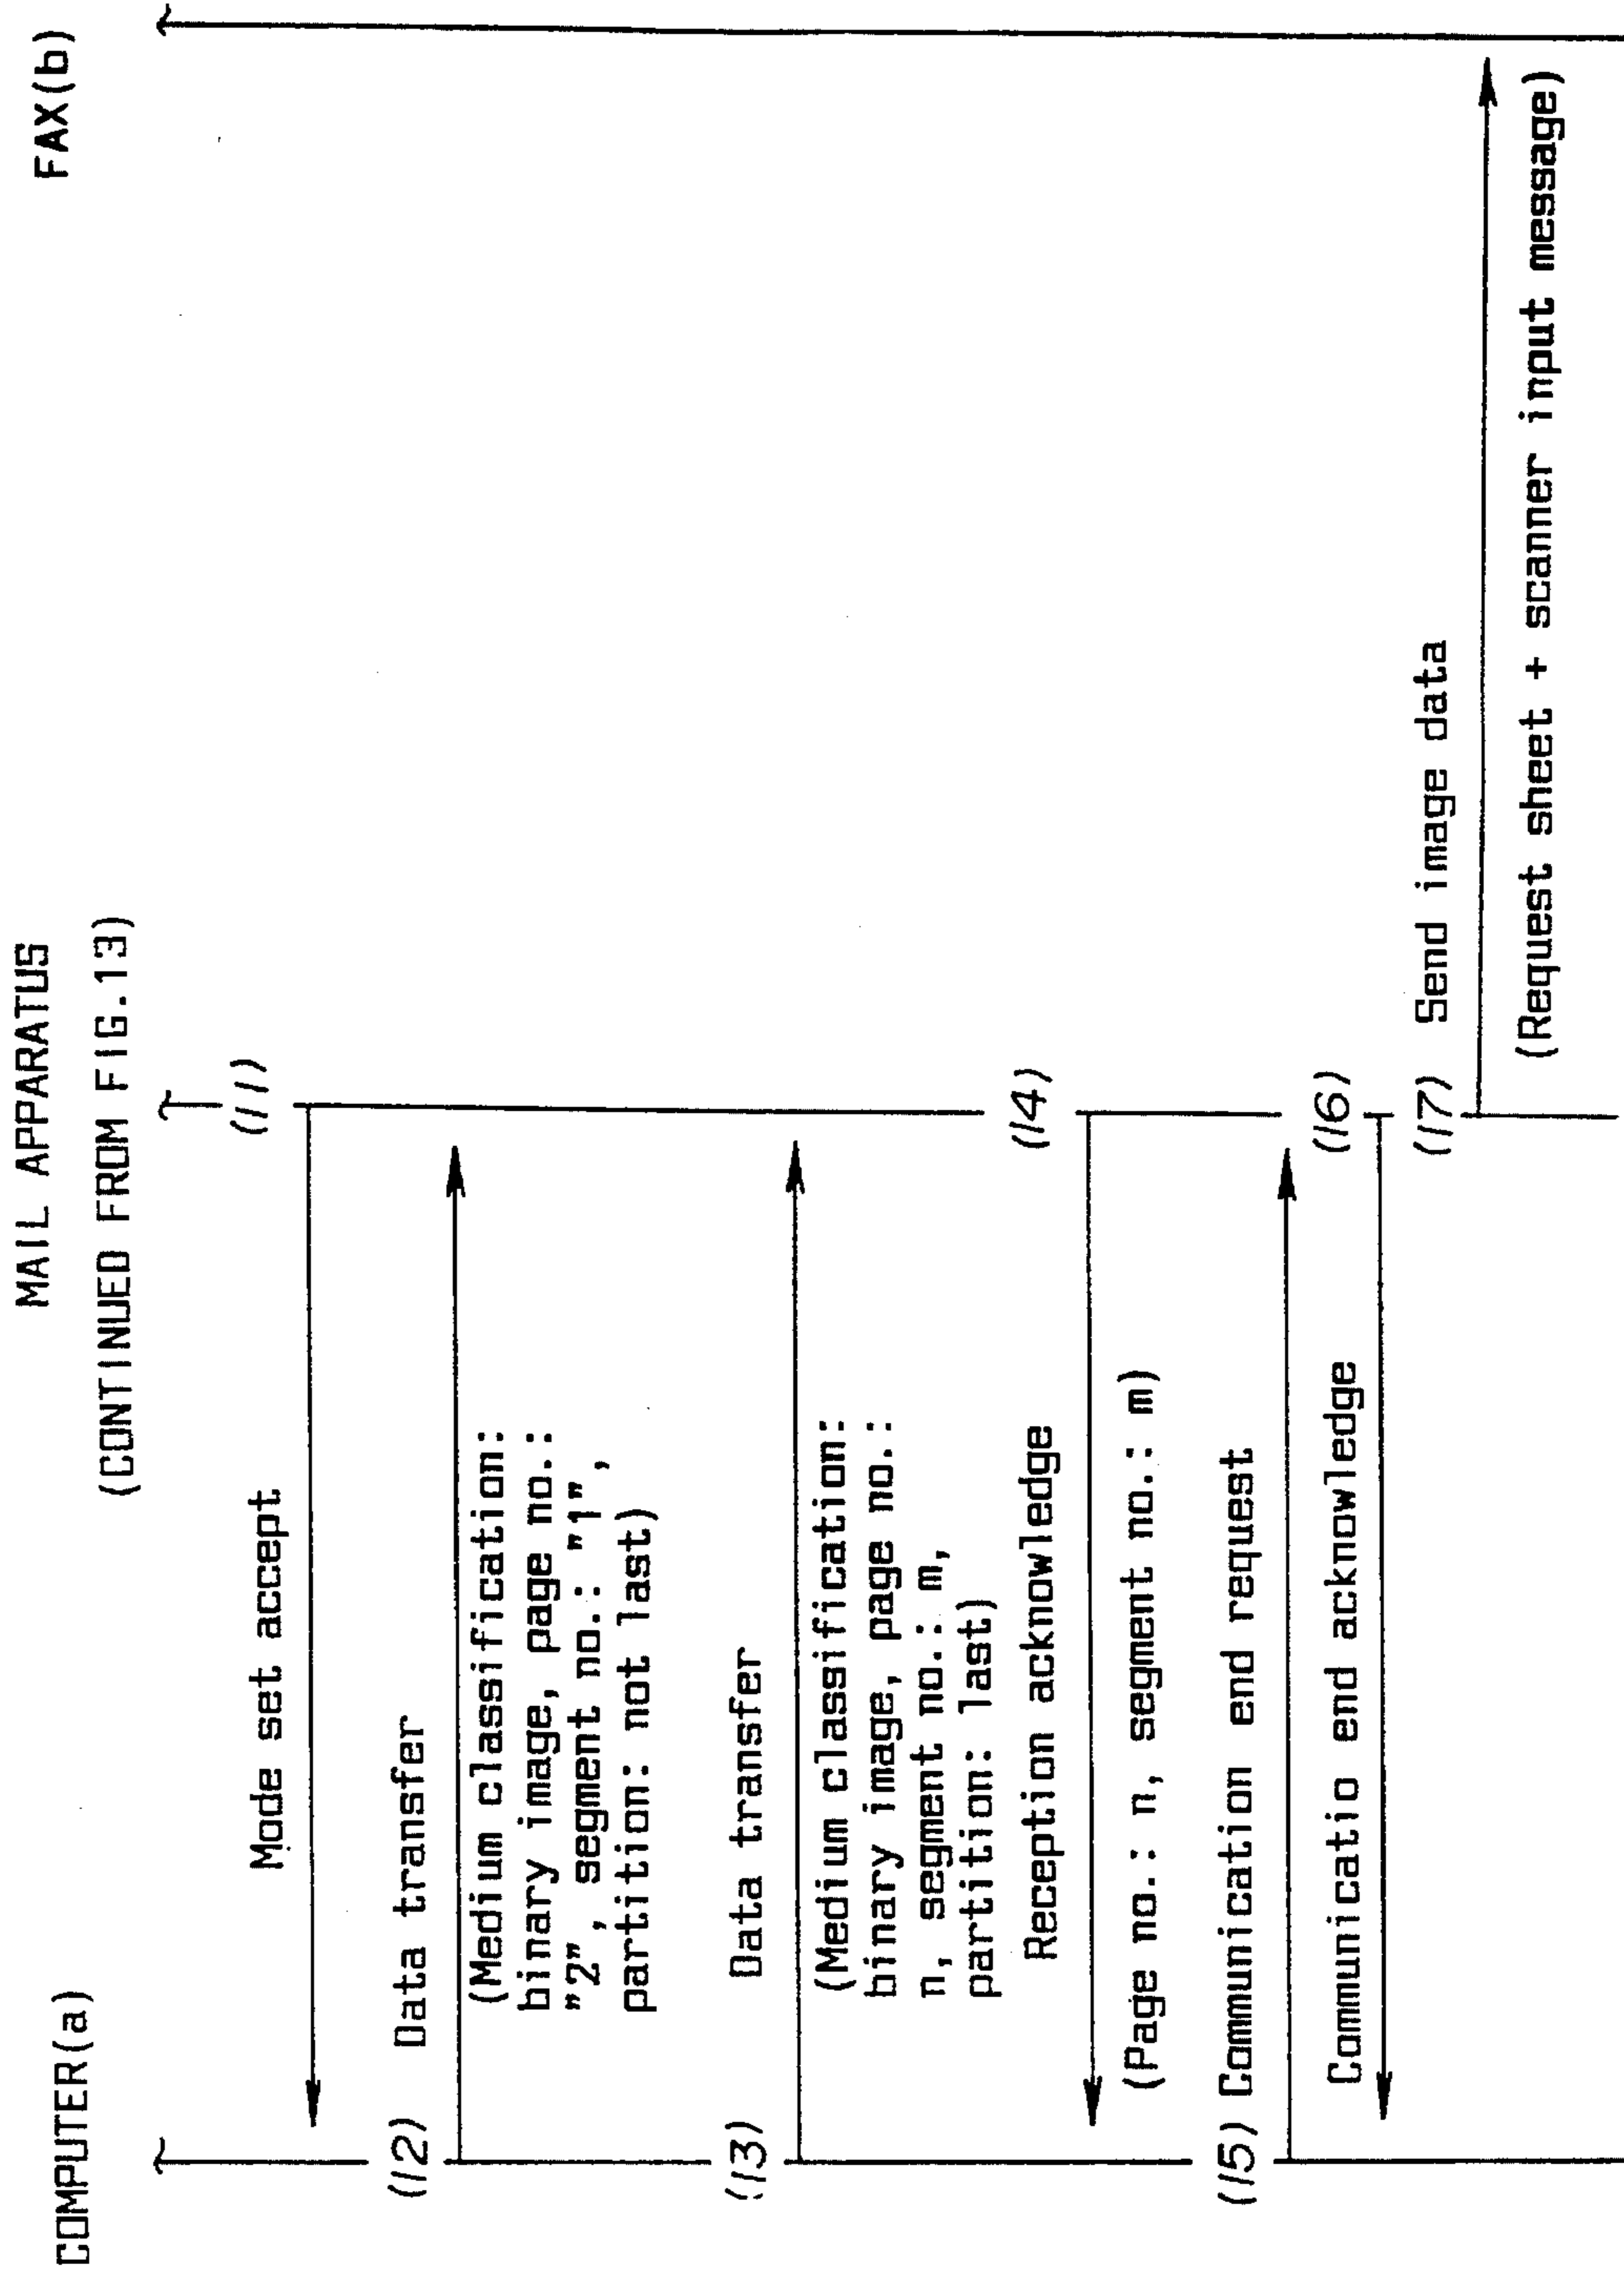 COMPUTER(a)
MAIL APPARATUS
FAX(b)
(CONTINUED FROM FIG.13)
(11)
Mode set accept
(12) Data transfer
(Medium classification:
binary image, page no.:
"2", segment no.: "1",
partition: not last)
(13) Data transfer
(Medium classification:
binary image, page no.:
n, segment no.: m,
partition: last)
(14)
Reception acknowledge
(Page no.: n, segment no.: m)
(15) Communication end request
(16)
Communicatio end acknowledge
(17) Send image data
(Request sheet + scanner input message)